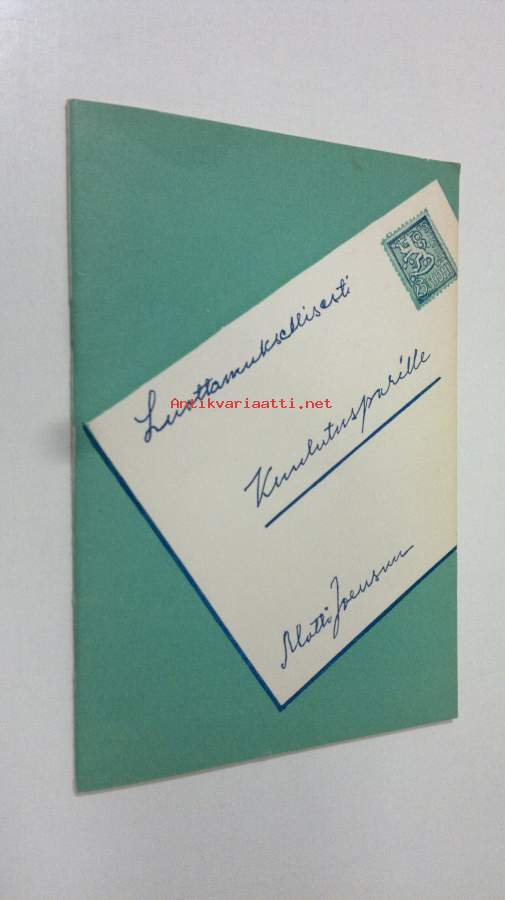 Luottamuksellisesti
Antikvariaatti.net
Kuulutusparille
Matti Joensuu